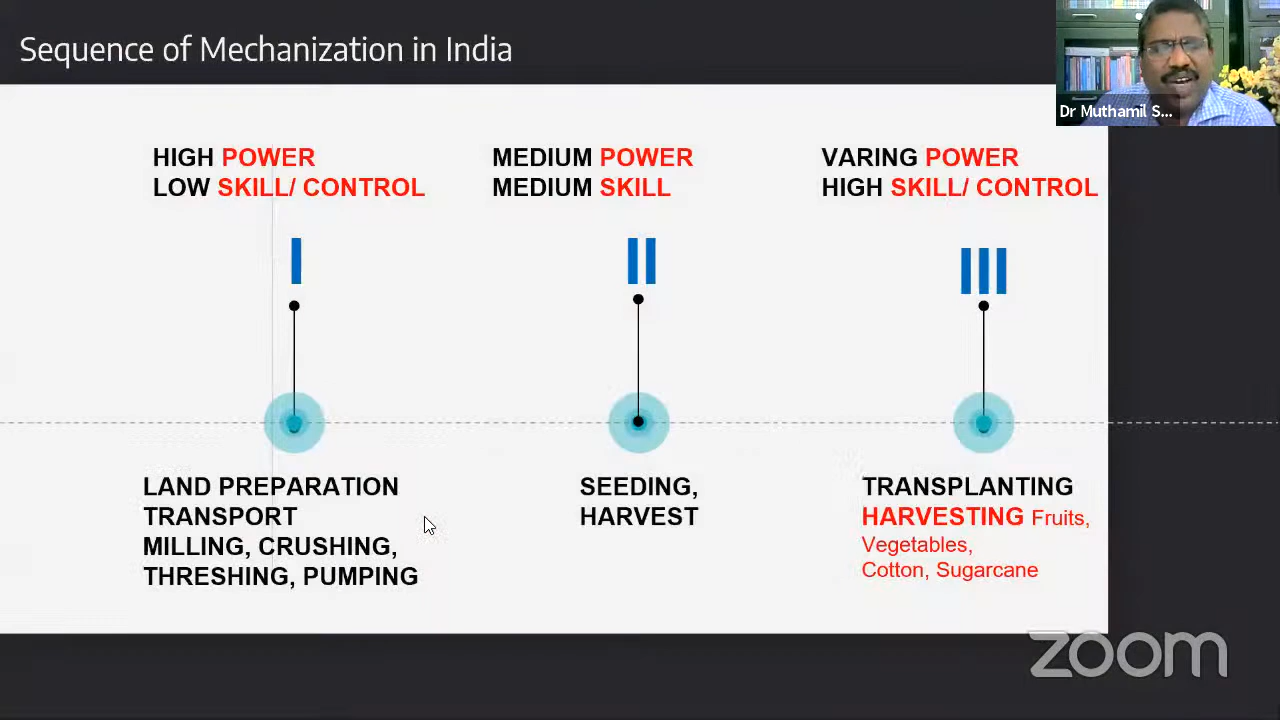 Sequence of Mechanization in India
Dr Muthamil S...
HIGH POWER
LOW SKILL/ CONTROL
I
LAND PREPARATION
TRANSPORT
MILLING, CRUSHING,
THRESHING, PUMPING
MEDIUM POWER
MEDIUM SKILL
II
SEEDING,
HARVEST
VARING POWER
HIGH SKILL/ CONTROL
III
TRANSPLANTING
HARVESTING Fruits,
Vegetables,
Cotton, Sugarcane
zoom